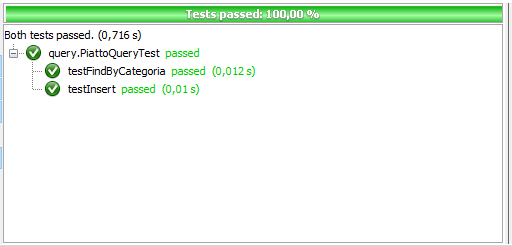 Tests passed: 100,00 %
Both tests passed. (0,716 s)
query.PiattoQueryTest passed
testFindByCategoria passed (0,012 s)
testInsert passed (0,01 s)